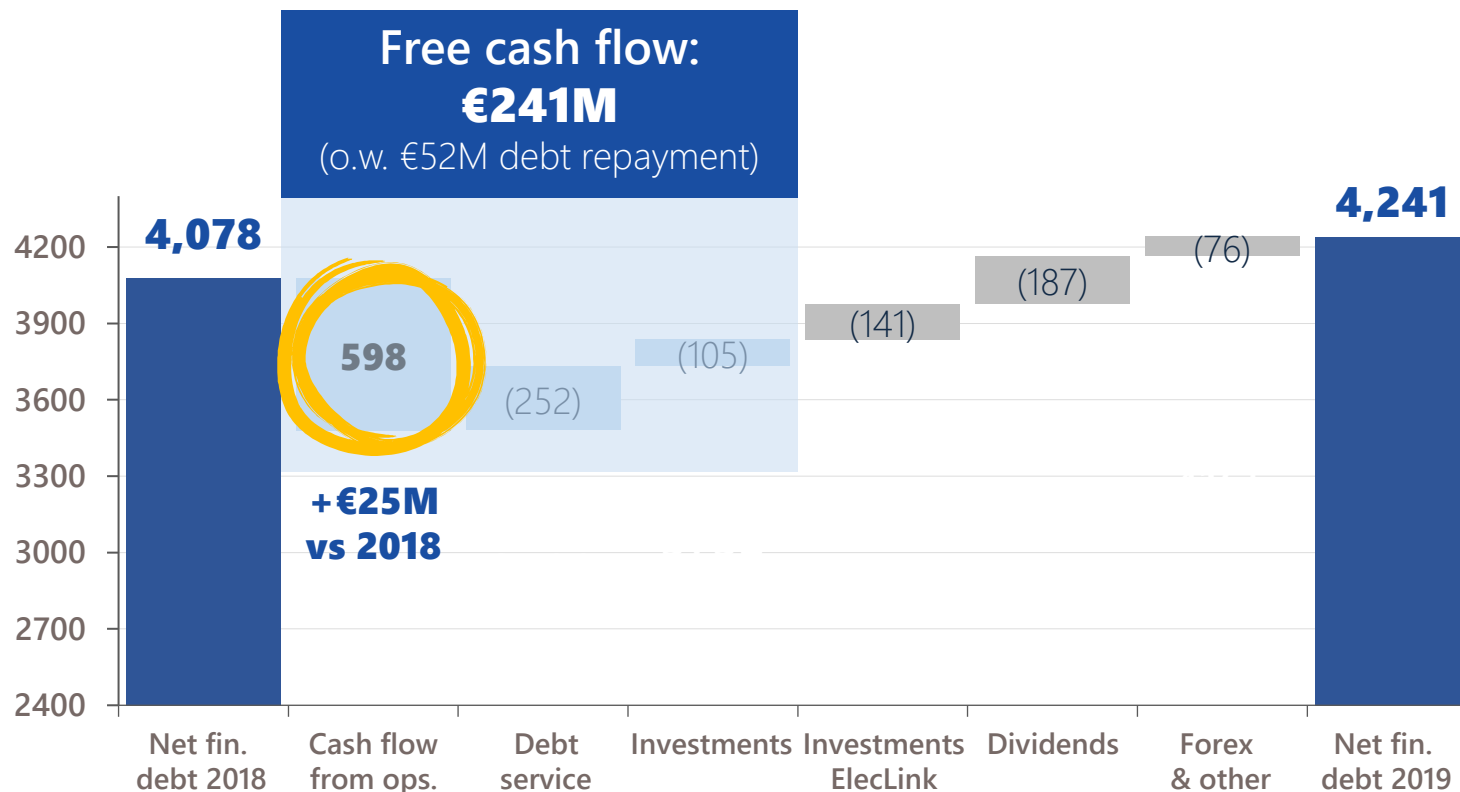 Free cash flow:
€241M
(o.w. €52M debt repayment)
4,078
4,241
4200
3900
3600
3300
3000
2700
2400
598
(252)
(105)
(141)
(187)
(76)
+€25M
vs 2018
Net fin.
debt 2018
Cash flow
from ops.
Debt
service
Investments
Investments
ElecLink
Dividends
Forex
& other
Net fin.
debt 2019